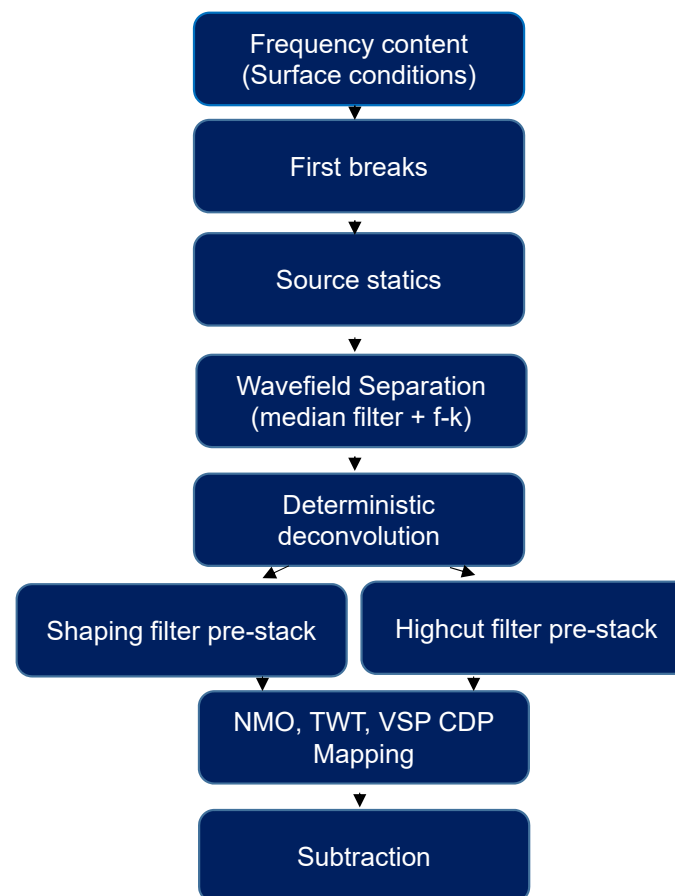 Frequency content
(Surface conditions)
First breaks
Source statics
Wavefield Separation
(median filter + f-k)
Deterministic
deconvolution
Shaping filter pre-stack
Highcut filter pre-stack
NMO, TWT, VSP CDP
Mapping
Subtraction